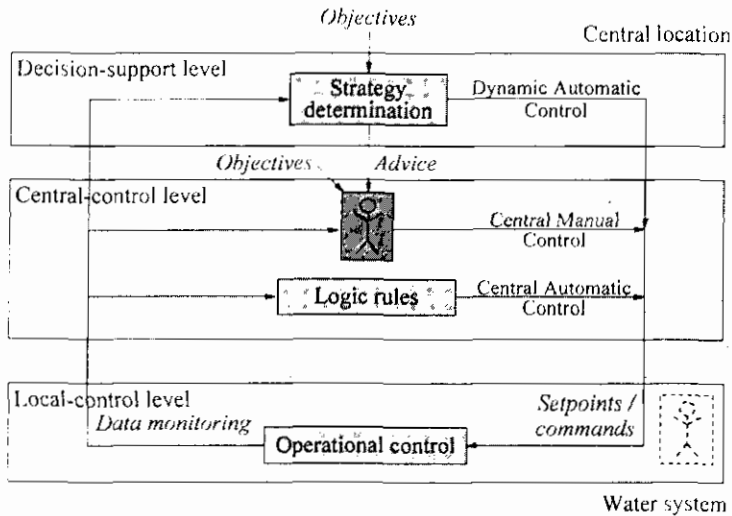 Objectives
Central location
Decision-support level
Strategy
determination
Dynamic Automatic
Control
Objectives
Advice
Central-control level
Central Manual
Control
Logic rules
Central Automatic
Control
Local-control level
Data monitoring
Operational control
Setpoints /
commands
Water system